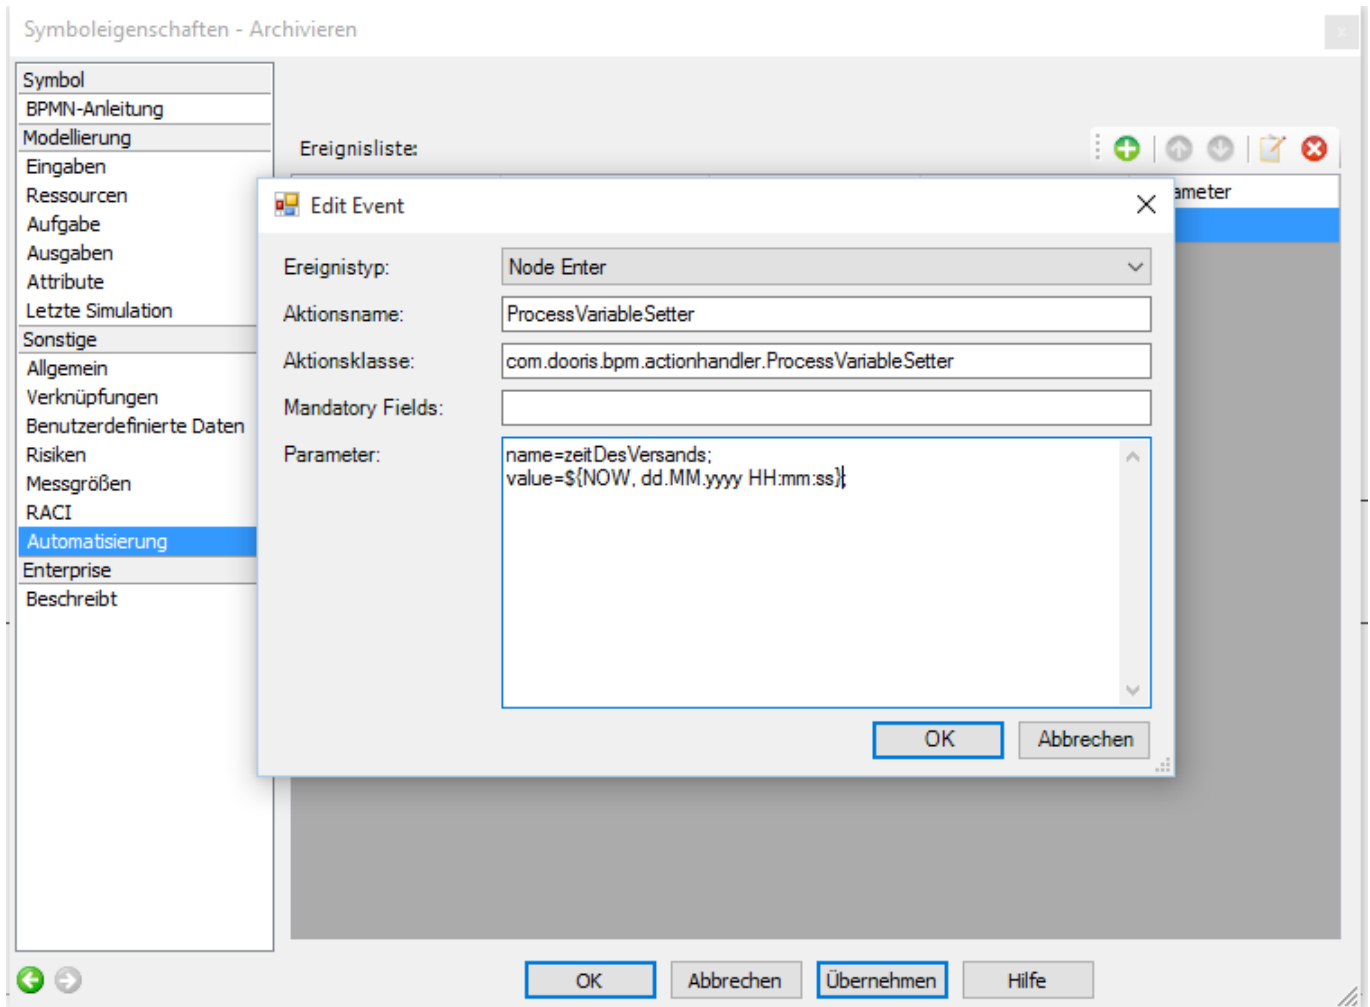 Symboleigenschaften - Archivieren
x
Symbol
BPMN-Anleitung
Modellierung
Eingaben
Ressourcen
Aufgabe
Ausgaben
Attribute
Letzte Simulation
Sonstige
Allgemein
Verknüpfungen
Benutzerdefinierte Daten
Risiken
Messgrößen
RACI
Automatisierung
Enterprise
Beschreibt
Ereignisliste:
ameter
Edit Event
Ereignistyp:
Node Enter
Aktionsname:
ProcessVariableSetter
Aktionsklasse:
com.dooris.bpm.actionhandler.ProcessVariableSetter
Mandatory Fields:
Parameter:
name=zeitDesVersands;
value=${NOW, dd.MM.yyyy HH:mm:ss};
OK
Abbrechen
OK
Abbrechen
Übernehmen
Hilfe